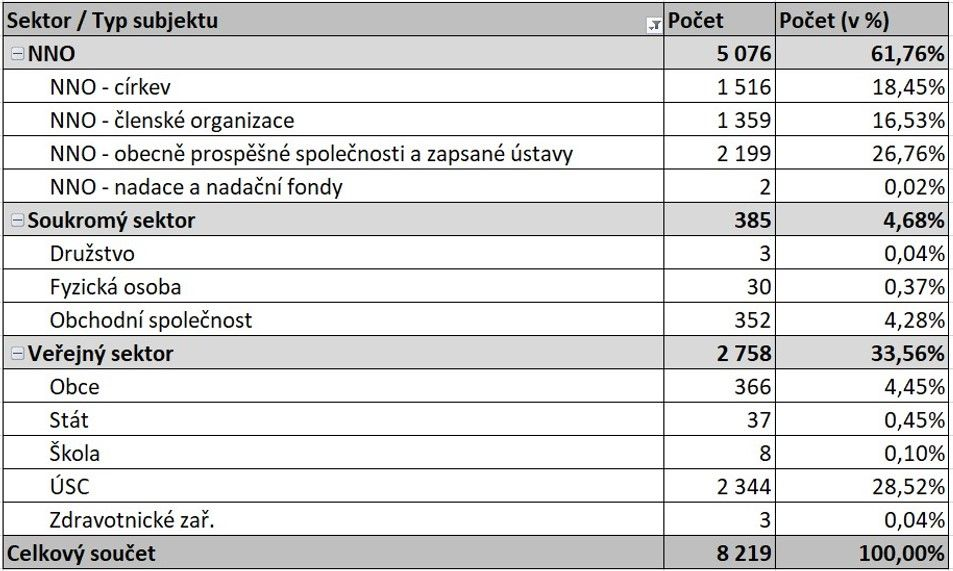 Sektor / Typ subjektu Počet Počet (v %)
NNO 5 076 61,76%
NNO - církev 1 516 18,45%
NNO - členské organizace 1 359 16,53%
NNO - obecně prospěšné společnosti a zapsané ústavy 2 199 26,76%
NNO - nadace a nadační fondy 2 0,02%
Soukromý sektor 385 4,68%
Družstvo 3 0,04%
Fyzická osoba 30 0,37%
Obchodní společnost 352 4,28%
Veřejný sektor 2 758 33,56%
Obce 366 4,45%
Stát 37 0,45%
Škola 8 0,10%
ÚSC 2 344 28,52%
Zdravotnické zař. 3 0,04%
Celkový součet 8 219 100,00%